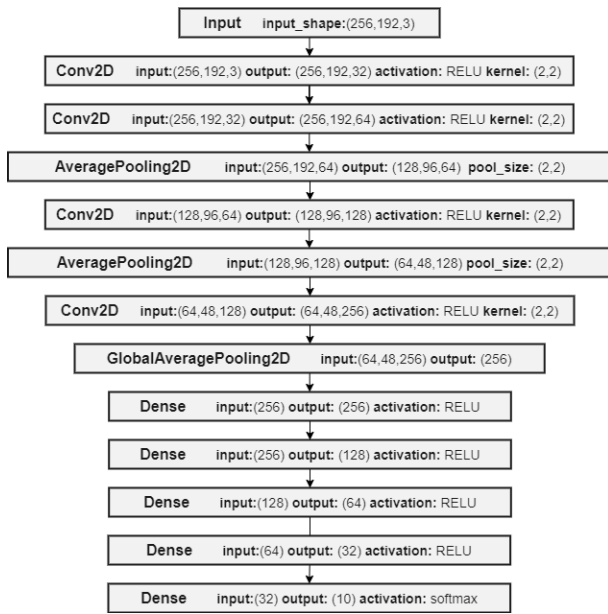 Input input_shape:(256,192,3)
Conv2D input:(256,192,3) output: (256,192,32) activation: RELU kernel: (2,2)
Conv2D input:(256,192,32) output: (256,192,64) activation: RELU kernel: (2,2)
AveragePooling2D input:(256,192,64) output: (128,96,64) pool_size: (2,2)
Conv2D input:(128,96,64) output: (128,96,128) activation: RELU kernel: (2,2)
AveragePooling2D input:(128,96,128) output: (64,48,128) pool_size: (2,2)
Conv2D input:(64,48,128) output: (64,48,256) activation: RELU kernel: (2,2)
GlobalAveragePooling2D input:(64,48,256) output: (256)
Dense input:(256) output: (256) activation: RELU
Dense input:(256) output: (128) activation: RELU
Dense input:(128) output: (64) activation: RELU
Dense input:(64) output: (32) activation: RELU
Dense input:(32) output: (10) activation: softmax